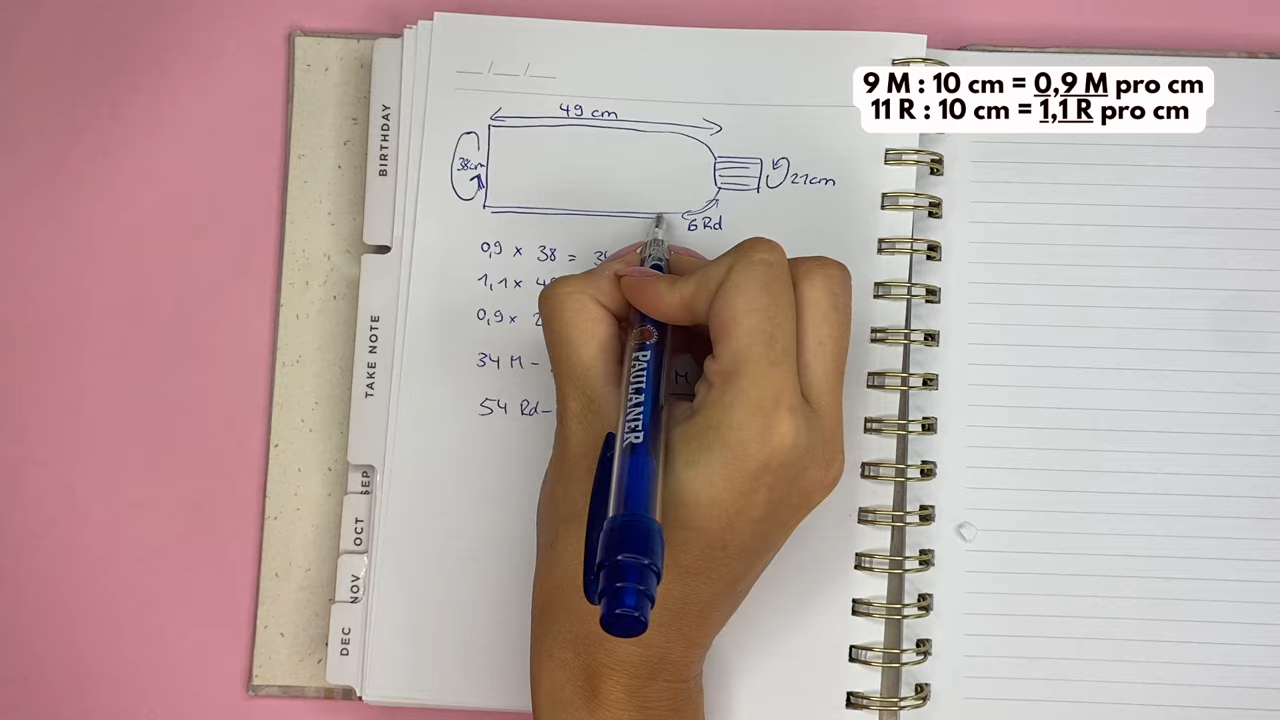 9 M : 10 cm = 0,9 M pro cm
11 R : 10 cm = 1,1 R pro cm
49 cm
38cm
21cm
6 Rd
0,9 × 38 =
1,1 ×
0,9 ×
34 M -
M
54 Rd-
PAULANER
BIRTHDAY
TAKE NOTE
SEP
OCT
NOV
DEC